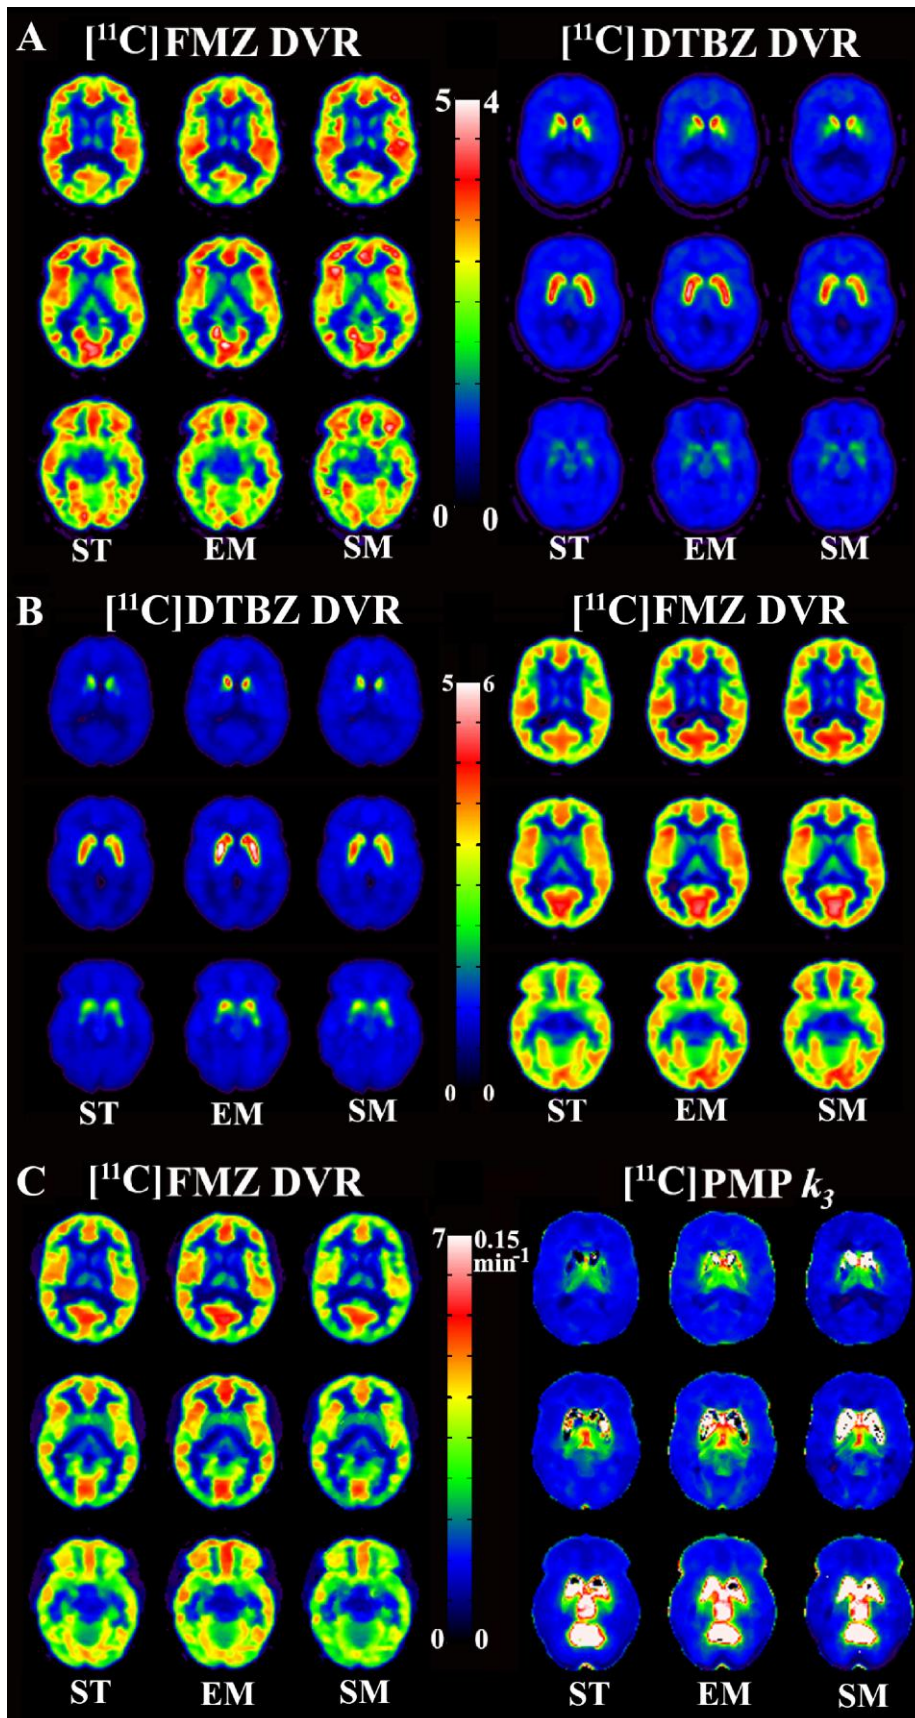 A [¹¹C]FMZ DVR [¹¹C]DTBZ DVR
5 4
0 0
ST EM SM ST EM SM
B [¹¹C]DTBZ DVR [¹¹C]FMZ DVR
5 6
0 0
ST EM SM ST EM SM
C [¹¹C]FMZ DVR [¹¹C]PMP k₃
7 0.15
min⁻¹
0 0
ST EM SM ST EM SM